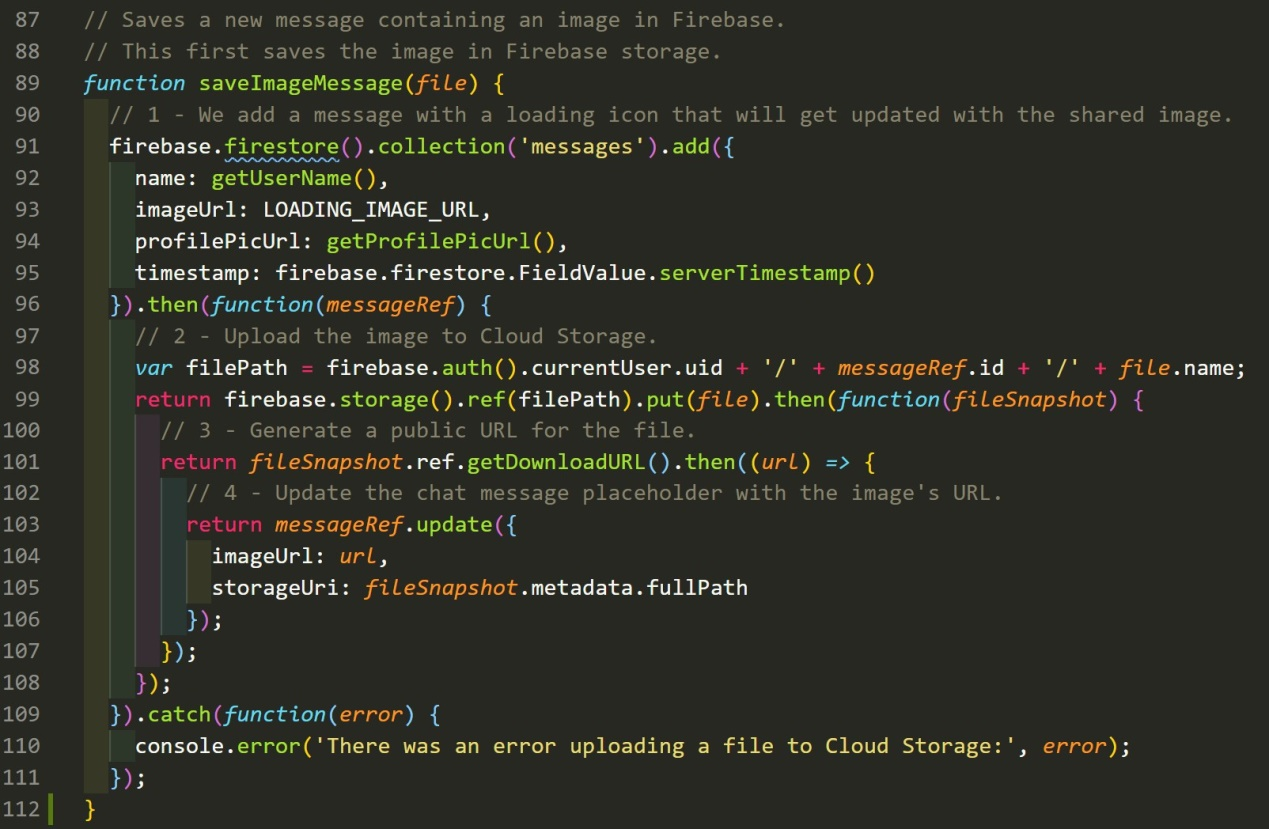 87 // Saves a new message containing an image in Firebase.
88 // This first saves the image in Firebase storage.
89 function saveImageMessage(file) {
90   // 1 - We add a message with a loading icon that will get updated with the shared image.
91   firebase.firestore().collection('messages').add({
92     name: getUserName(),
93     imageUrl: LOADING_IMAGE_URL,
94     profilePicUrl: getProfilePicUrl(),
95     timestamp: firebase.firestore.FieldValue.serverTimestamp()
96   }).then(function(messageRef) {
97     // 2 - Upload the image to Cloud Storage.
98     var filePath = firebase.auth().currentUser.uid + '/' + messageRef.id + '/' + file.name;
99     return firebase.storage().ref(filePath).put(file).then(function(fileSnapshot) {
100       // 3 - Generate a public URL for the file.
101       return fileSnapshot.ref.getDownloadURL().then((url) => {
102         // 4 - Update the chat message placeholder with the image's URL.
103         return messageRef.update({
104           imageUrl: url,
105           storageUri: fileSnapshot.metadata.fullPath
106         });
107       });
108     });
109   }).catch(function(error) {
110     console.error('There was an error uploading a file to Cloud Storage:', error);
111   });
112 }